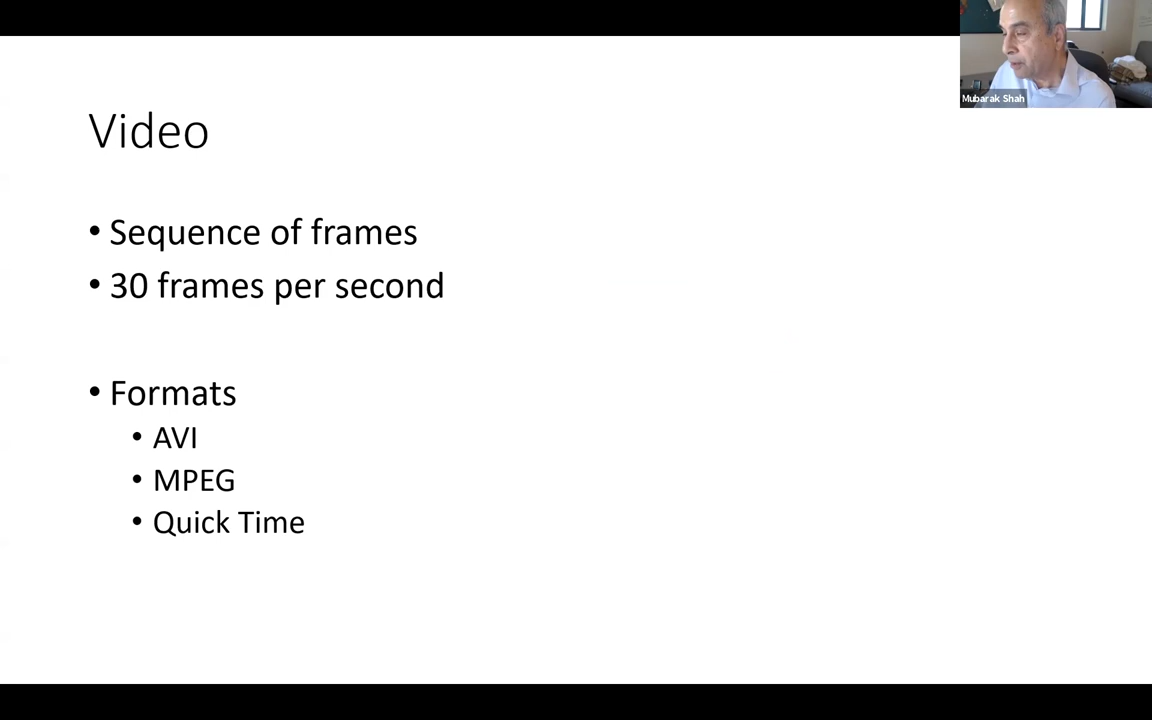 Mubarak Shah
Video
• Sequence of frames
• 30 frames per second
• Formats
• AVI
• MPEG
• Quick Time